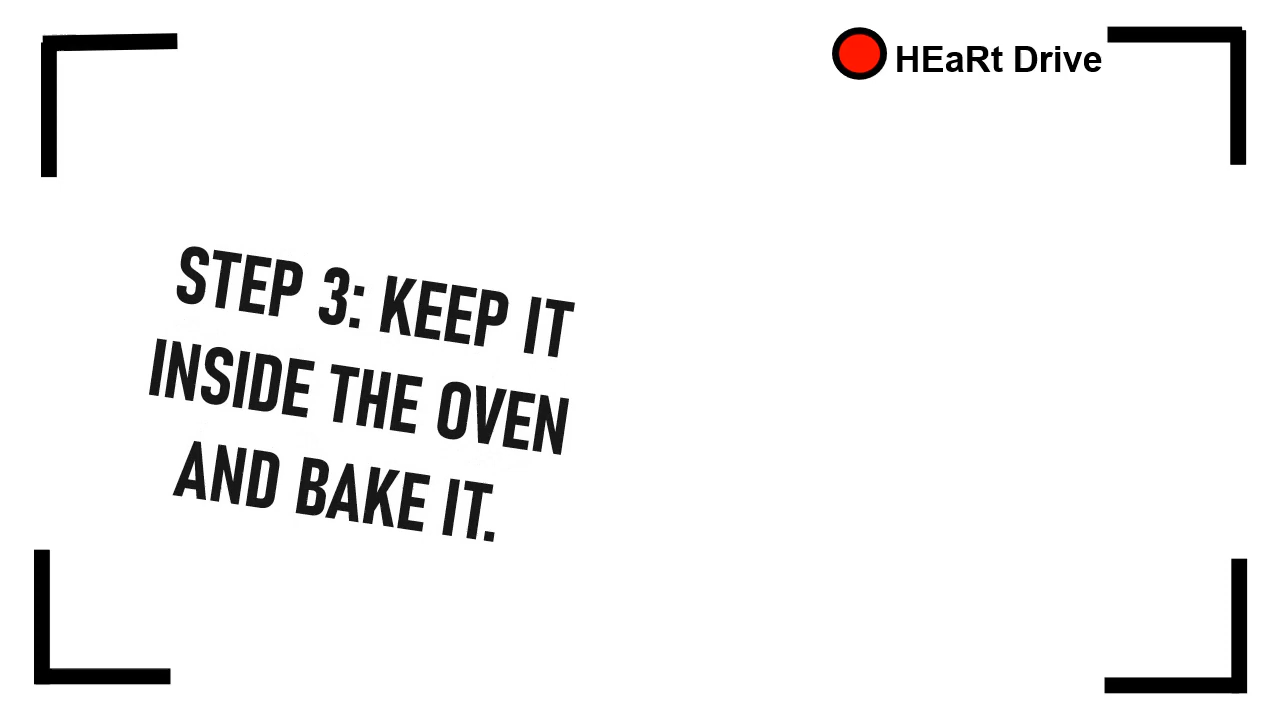 HEaRt Drive
STEP 3: KEEP IT
INSIDE THE OVEN
AND BAKE IT.